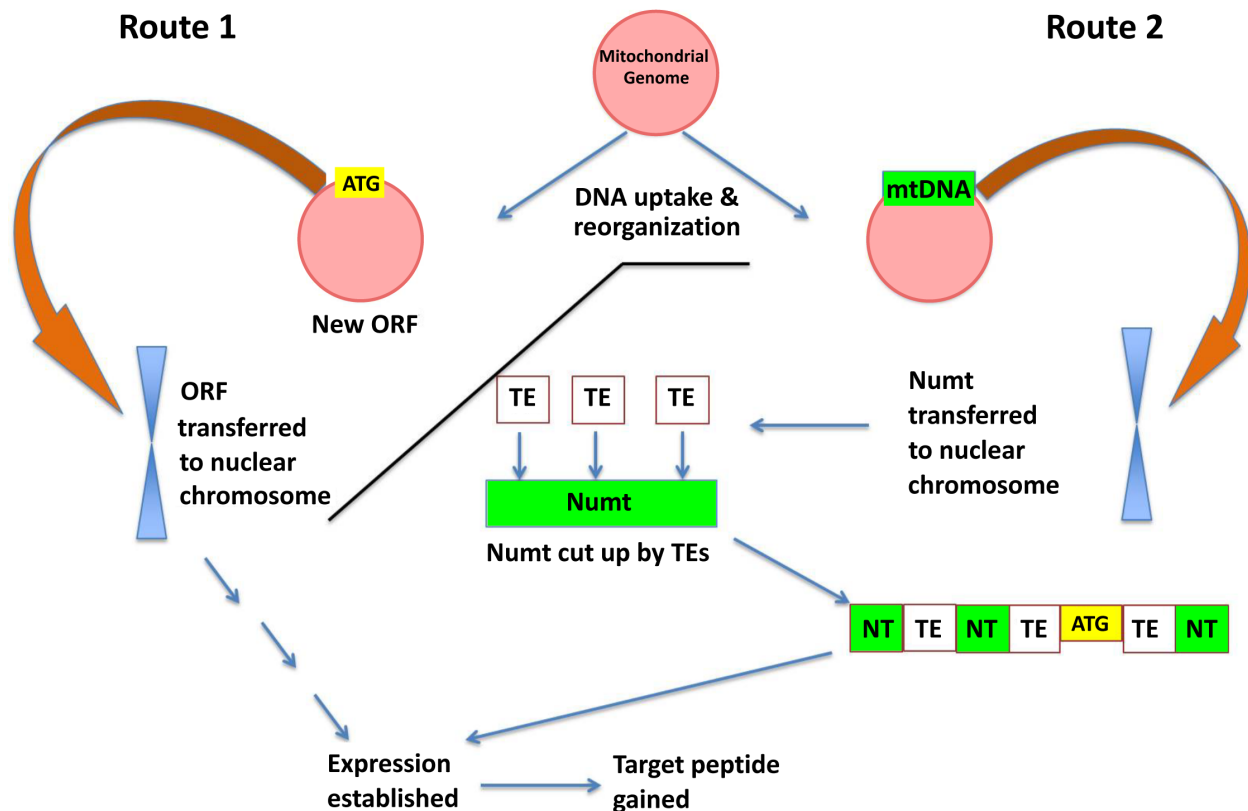 Route 1
Route 2
Mitochondrial
Genome
ATG
mtDNA
DNA uptake &
reorganization
New ORF
ORF
transferred
to nuclear
chromosome
TE TE TE
Numt
transferred
to nuclear
chromosome
Numt
Numt cut up by TEs
NT TE NT TE ATG TE NT
Expression
established
Target peptide
gained